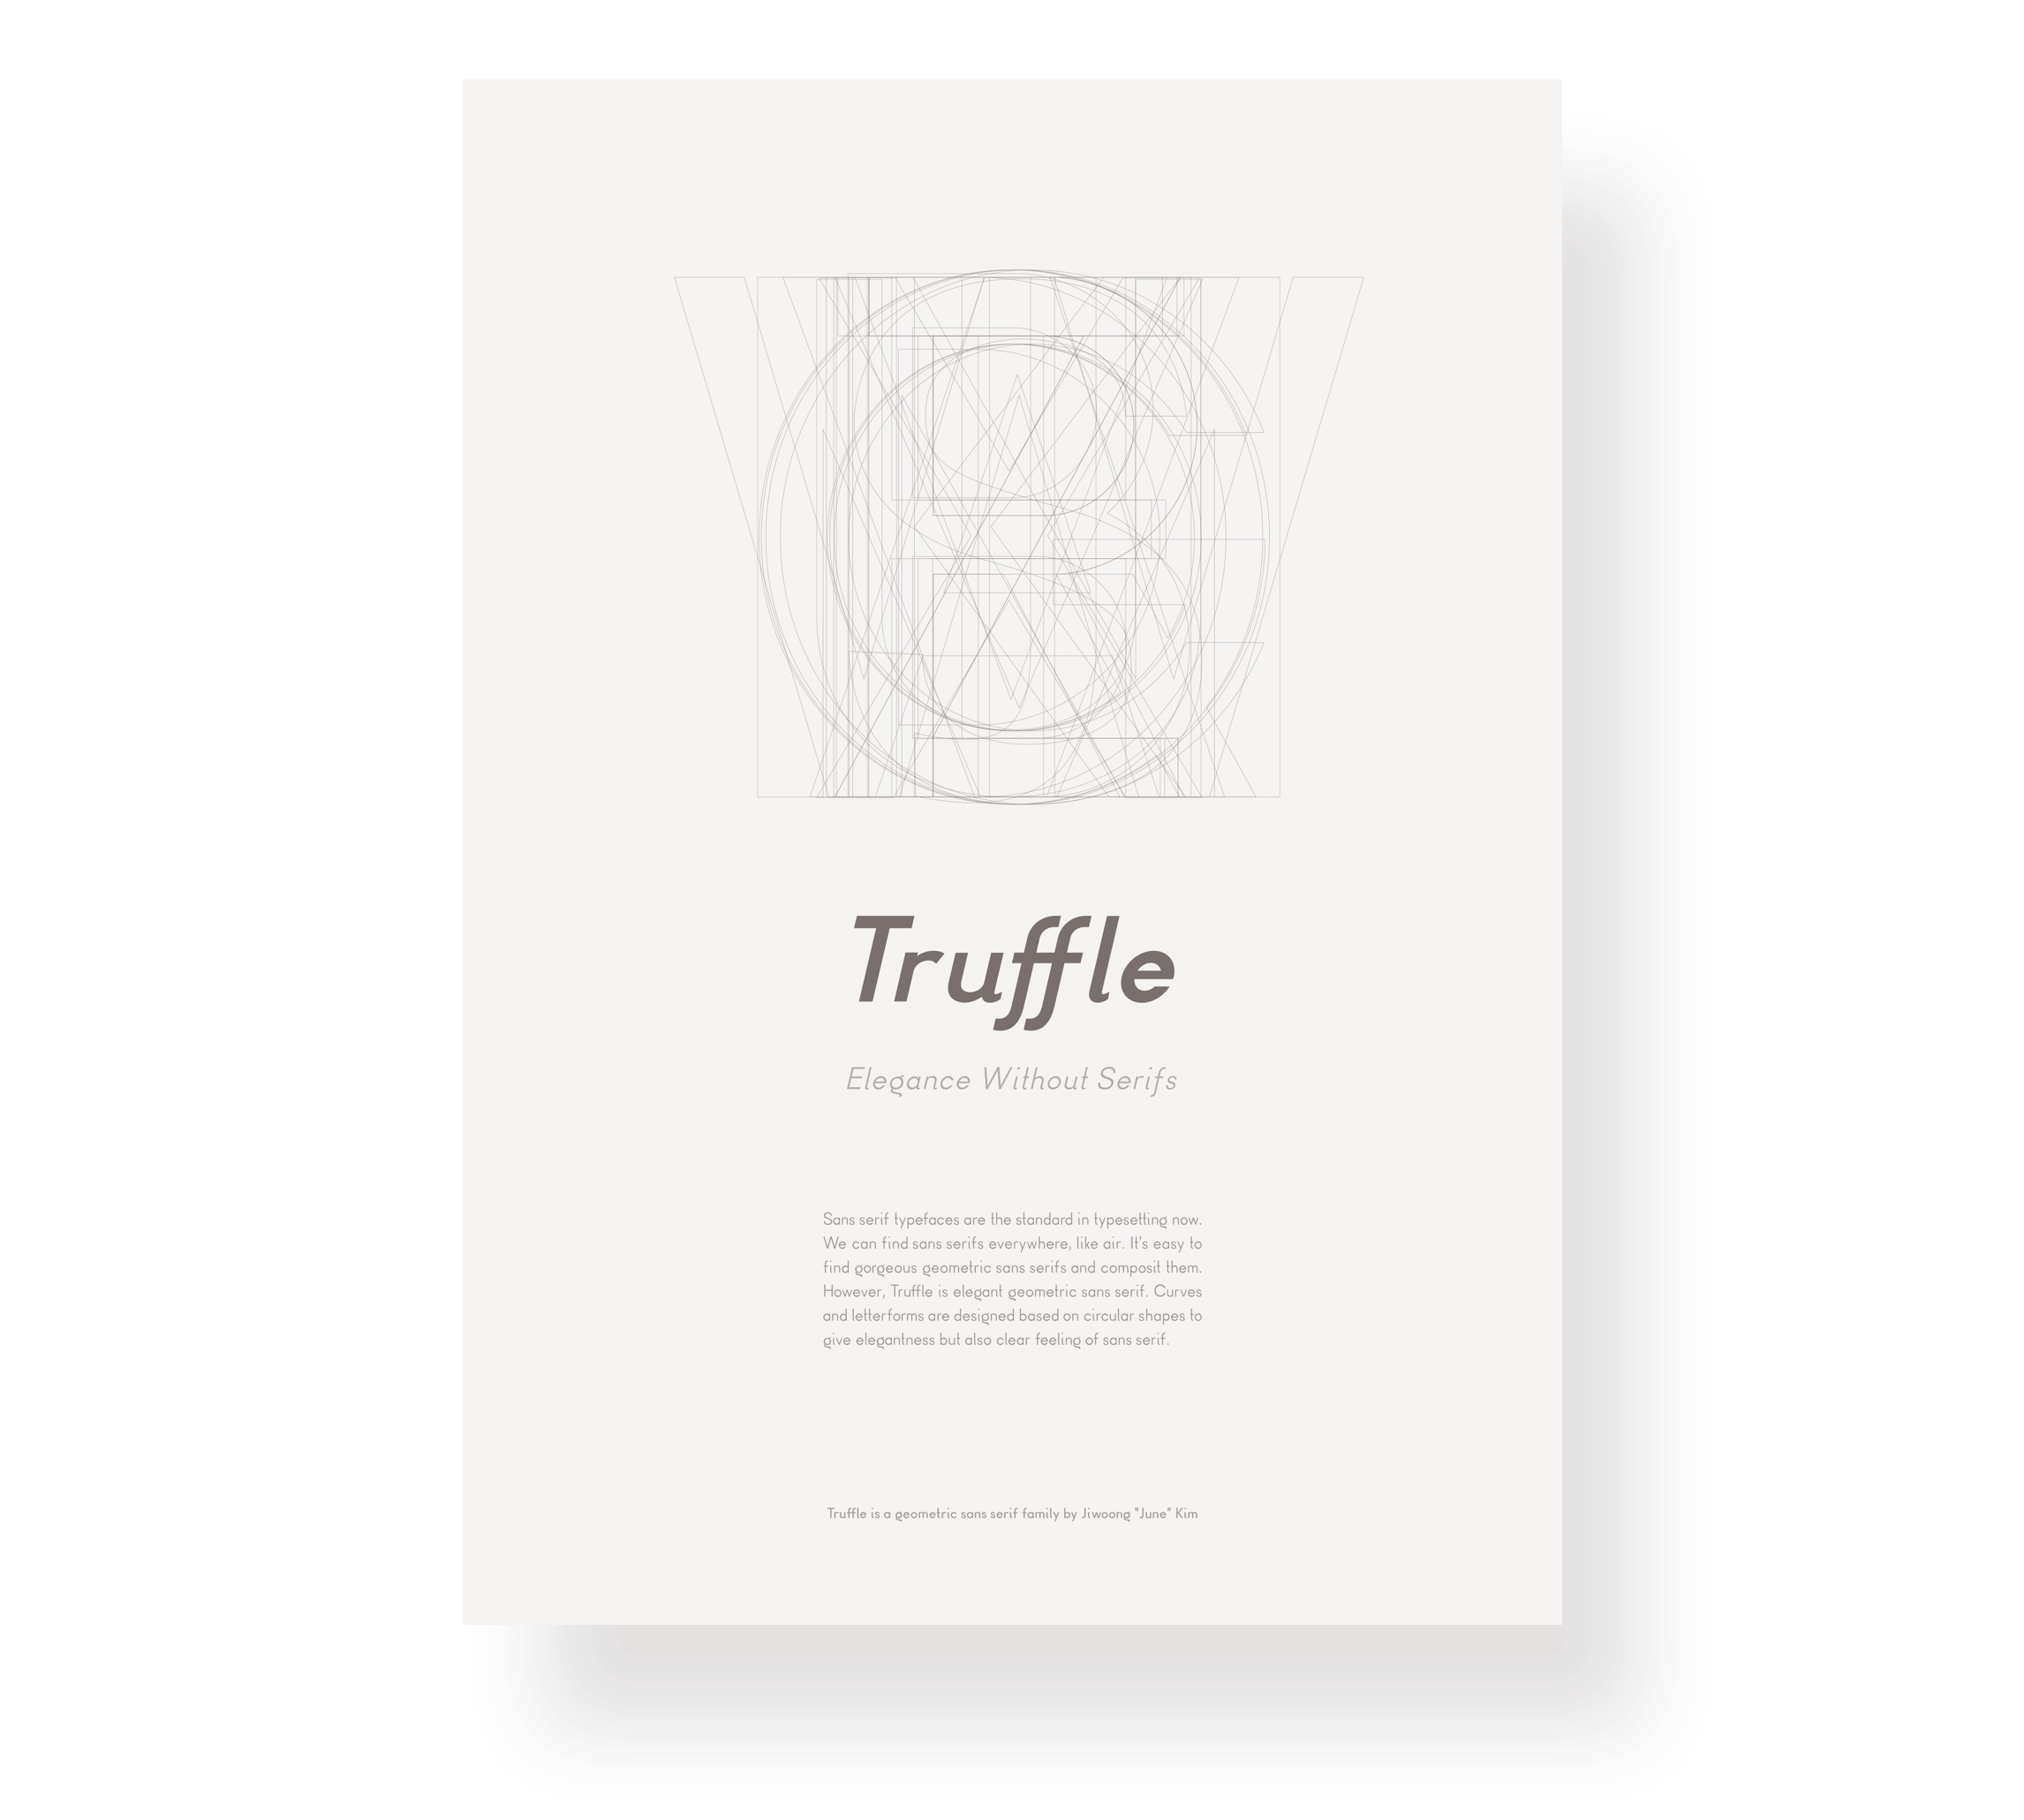 Truffle
Elegance Without Serifs
Sans serif typefaces are the standard in typesetting now.
We can find sans serifs everywhere, like air. It's easy to
find gorgeous geometric sans serifs and composit them.
However, Truffle is elegant geometric sans serif. Curves
and letterforms are designed based on circular shapes to
give elegantness but also clear feeling of sans serif.
Truffle is a geometric sans serif family by Jiwoong "June" Kim